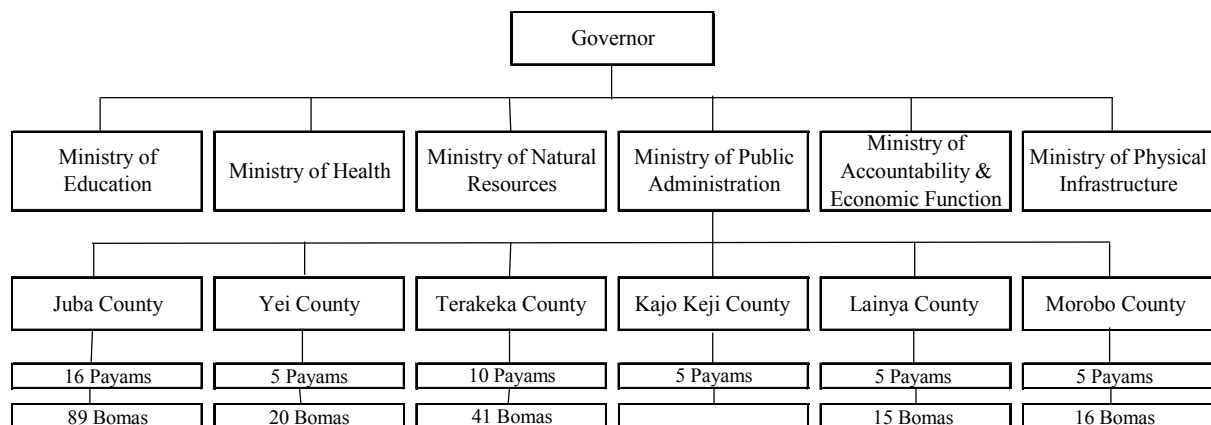 Governor
Ministry of
Education
Ministry of Health
Ministry of Natural
Resources
Ministry of Public
Administration
Ministry of
Accountability &
Economic Function
Ministry of Physical
Infrastructure
Juba County
Yei County
Terakeka County
Kajo Keji County
Lainya County
Morobo County
16 Payams
5 Payams
10 Payams
5 Payams
5 Payams
5 Payams
89 Bomas
20 Bomas
41 Bomas
15 Bomas
16 Bomas